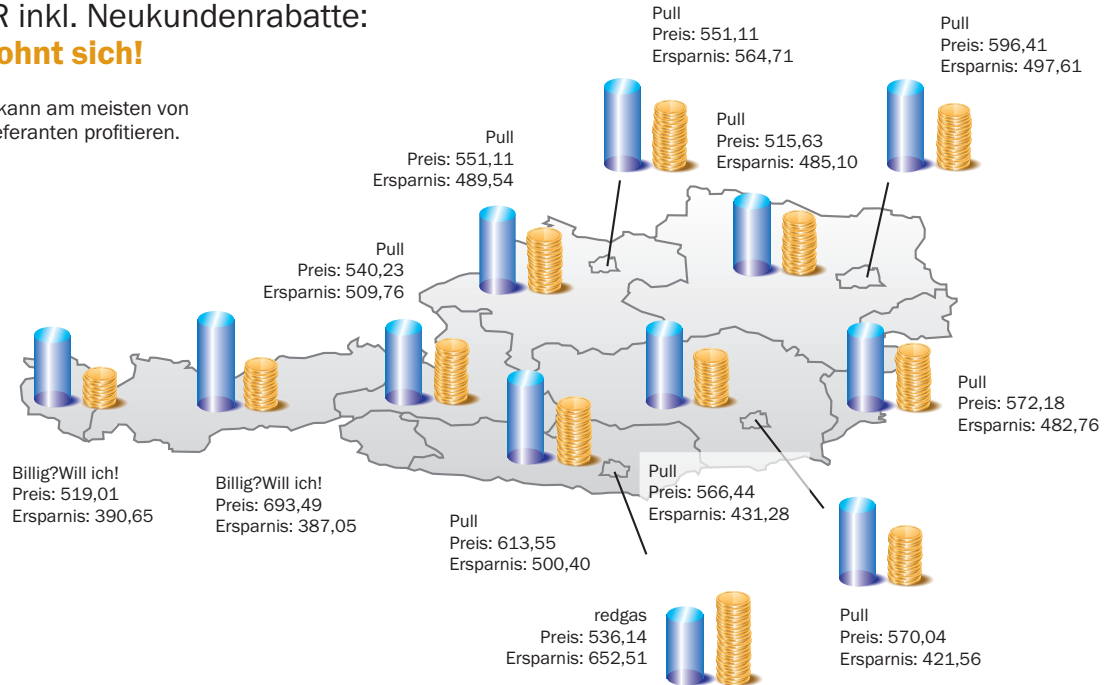 R inkl. Neukundenrabatte:
ohnt sich!
kann am meisten von
eferanten profitieren.
Pull
Preis: 551,11
Ersparnis: 564,71
Pull
Preis: 596,41
Ersparnis: 497,61
Pull
Preis: 515,63
Ersparnis: 485,10
Pull
Preis: 551,11
Ersparnis: 489,54
Pull
Preis: 540,23
Ersparnis: 509,76
Pull
Preis: 572,18
Ersparnis: 482,76
Billig?Will ich!
Preis: 519,01
Ersparnis: 390,65
Billig?Will ich!
Preis: 693,49
Ersparnis: 387,05
Pull
Preis: 566,44
Ersparnis: 431,28
Pull
Preis: 613,55
Ersparnis: 500,40
redgas
Preis: 536,14
Ersparnis: 652,51
Pull
Preis: 570,04
Ersparnis: 421,56